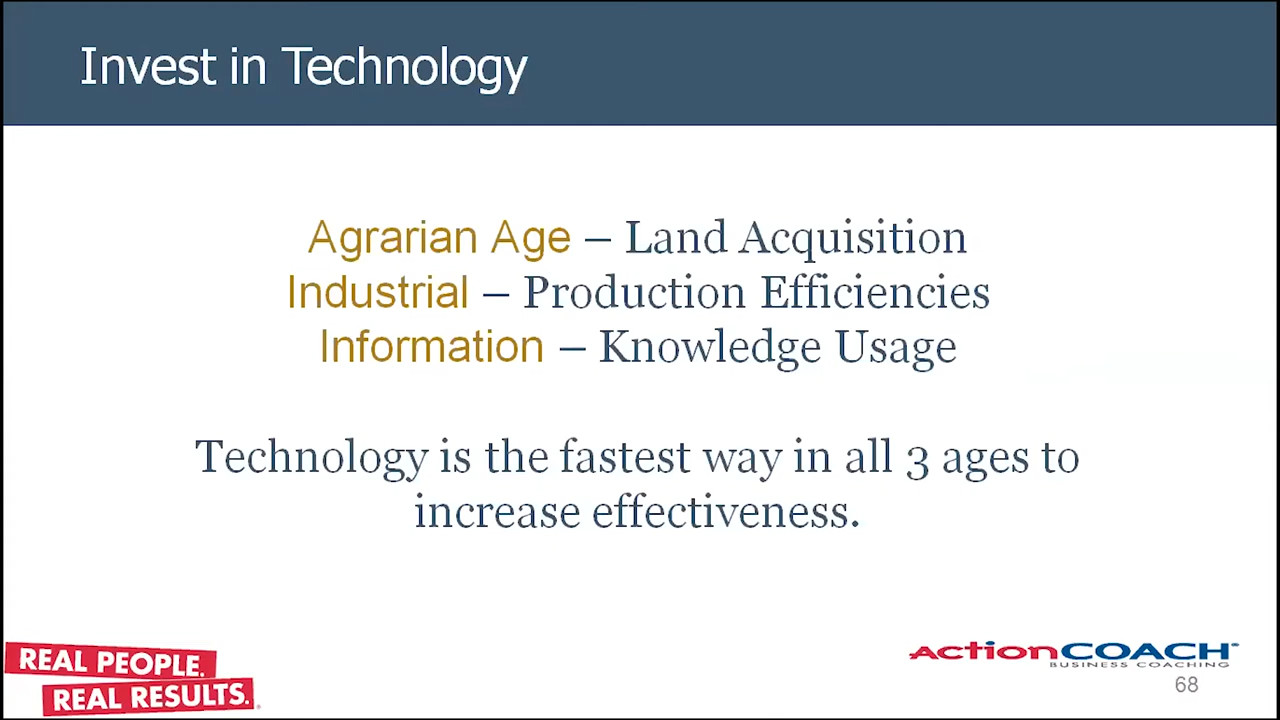 Invest in Technology
Agrarian Age – Land Acquisition
Industrial – Production Efficiencies
Information – Knowledge Usage
Technology is the fastest way in all 3 ages to
increase effectiveness.
REAL PEOPLE.
REAL RESULTS.
ActionCOACH
BUSINESS COACHING
68